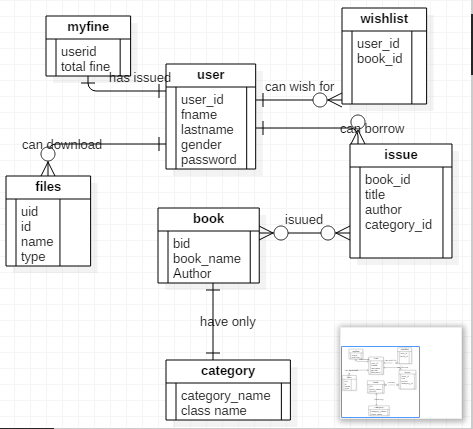 myfine
userid
total fine
has issued
user
user_id
fname
lastname
gender
password
wishlist
user_id
book_id
can wish for
can borrow
can download
files
uid
id
name
type
issue
book_id
title
author
category_id
book
bid
book_name
Author
isuued
have only
category
category_name
class name